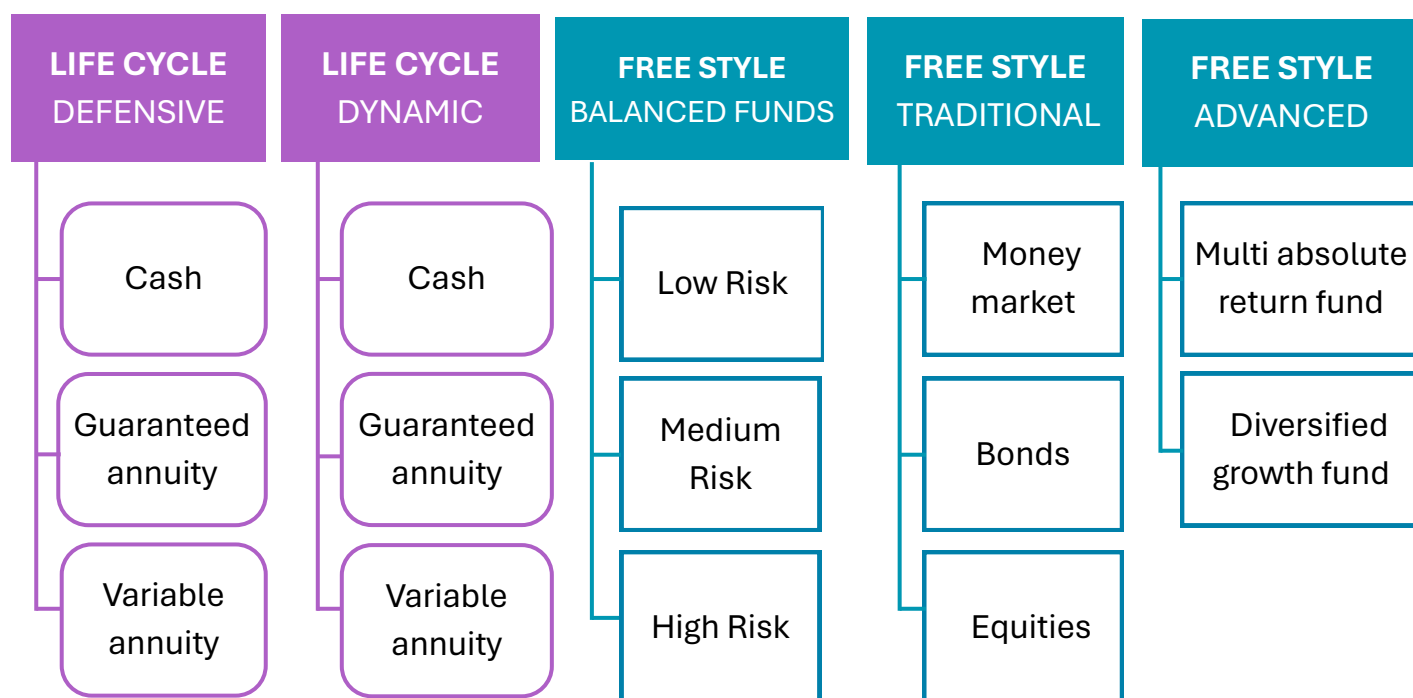 LIFE CYCLE
DEFENSIVE
Cash
Guaranteed
annuity
Variable
annuity
LIFE CYCLE
DYNAMIC
Cash
Guaranteed
annuity
Variable
annuity
FREE STYLE
BALANCED FUNDS
Low Risk
Medium
Risk
High Risk
FREE STYLE
TRADITIONAL
Money
market
Bonds
Equities
FREE STYLE
ADVANCED
Multi absolute
return fund
Diversified
growth fund